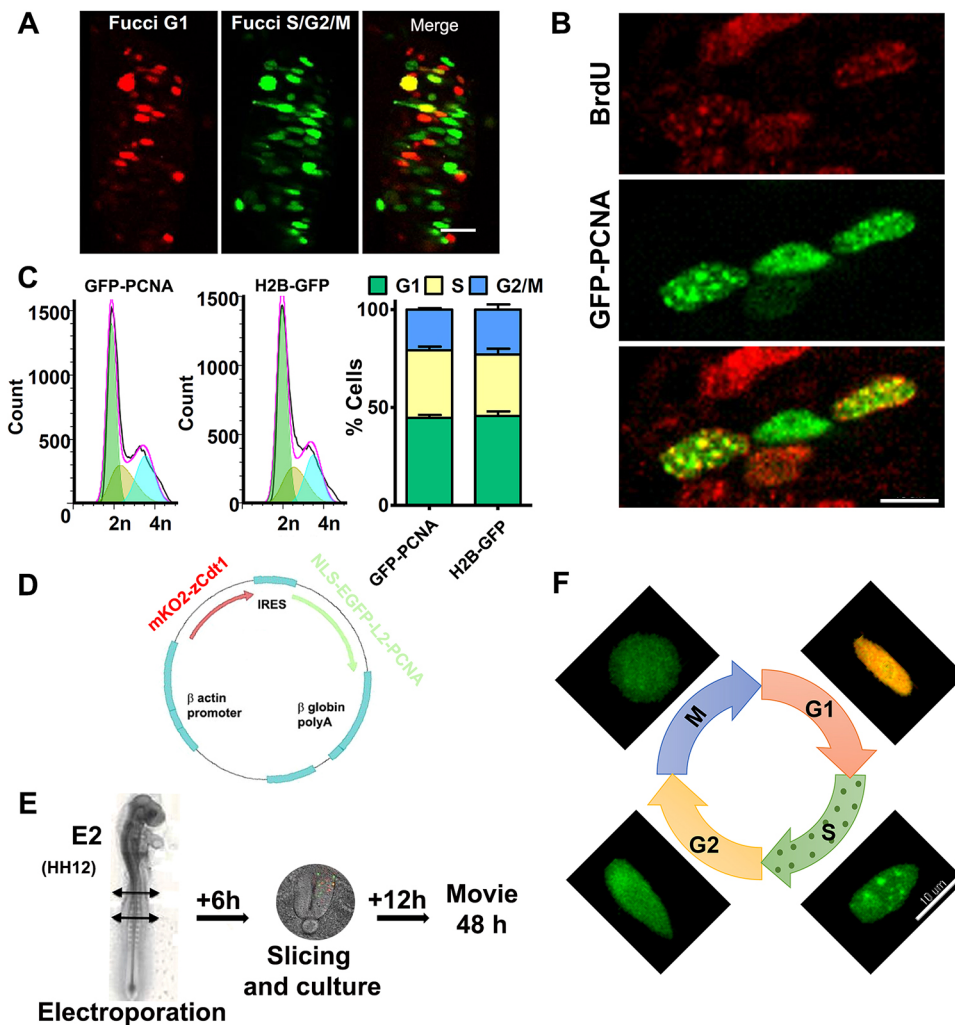 A
Fucci G1
Fucci S/G2/M
Merge
B
BrdU
GFP-PCNA
C
GFP-PCNA
Count
1500
1000
500
0
2n
4n
H2B-GFP
Count
1500
1000
500
0
2n
4n
G1
S
G2/M
% Cells
100
50
0
GFP-PCNA
H2B-GFP
D
mKO2-zCdt1
IRES
NLS-EGFP-L2-PCNA
β actin
promoter
β globin
polyA
E
E2
(HH12)
Electroporation
+6h
Slicing
and culture
+12h
Movie
48 h
F
M
G1
G2
S
10 um